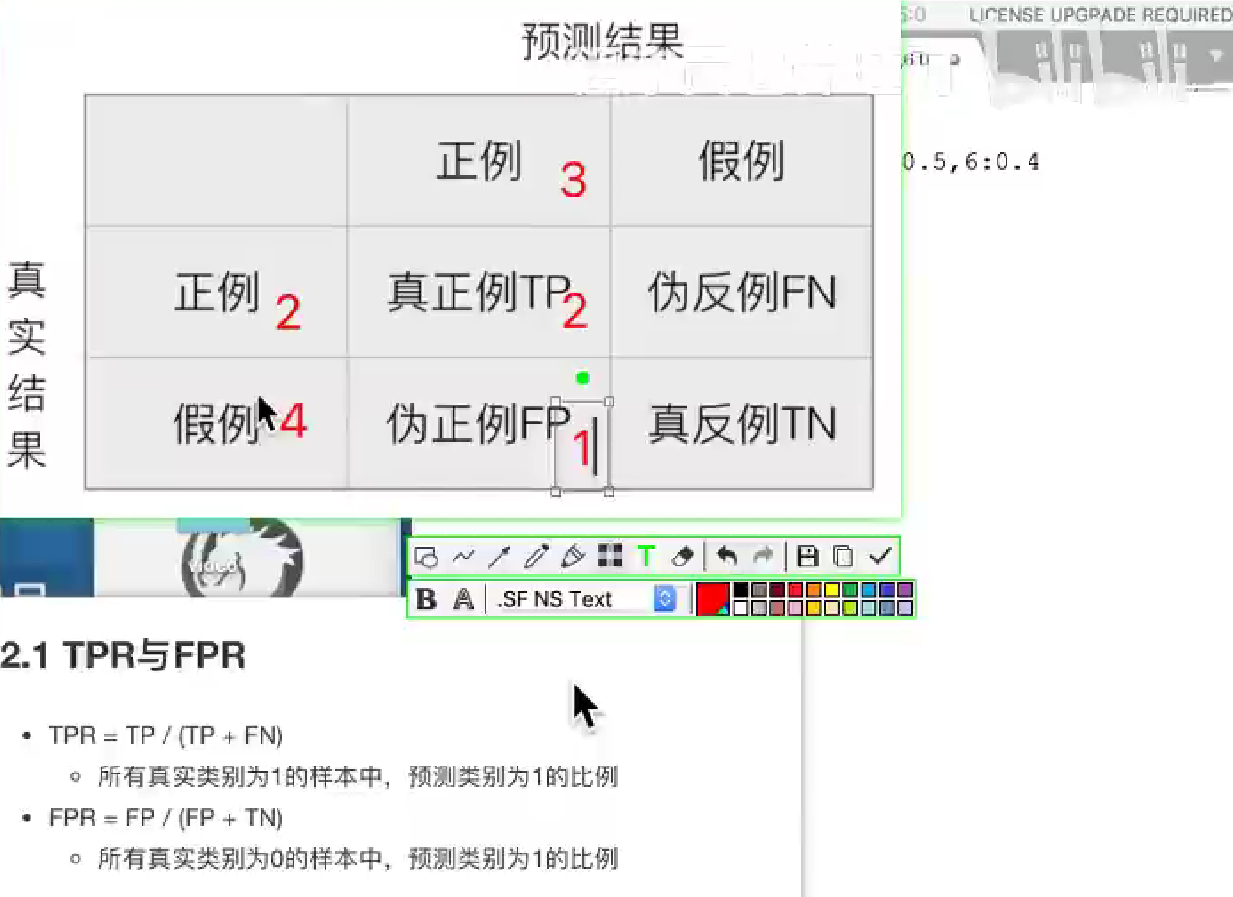 预测结果
LICENSE UPGRADE REQUIRED
bilibili
正例 3 假例
0.5,6:0.4
真实结果
正例 2 真正例TP 2 伪反例FN
假例 4 伪正例FP 1 真反例TN
video
T
B A .SF NS Text
2.1 TPR与FPR
• TPR = TP / (TP + FN)
◦ 所有真实类别为1的样本中，预测类别为1的比例
• FPR = FP / (FP + TN)
◦ 所有真实类别为0的样本中，预测类别为1的比例